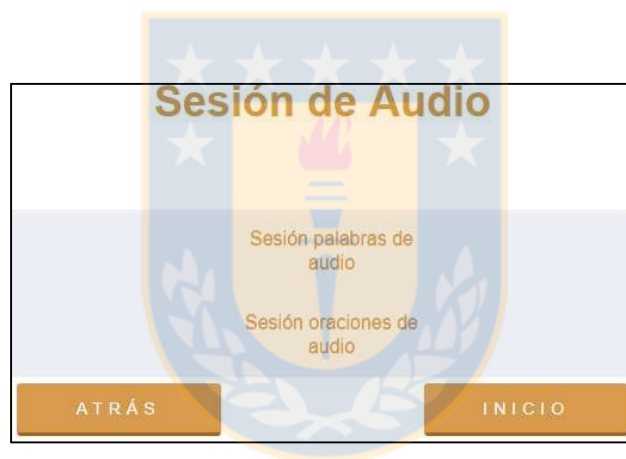 Sesión de Audio
Sesión palabras de
audio
Sesión oraciones de
audio
ATRÁS
INICIO